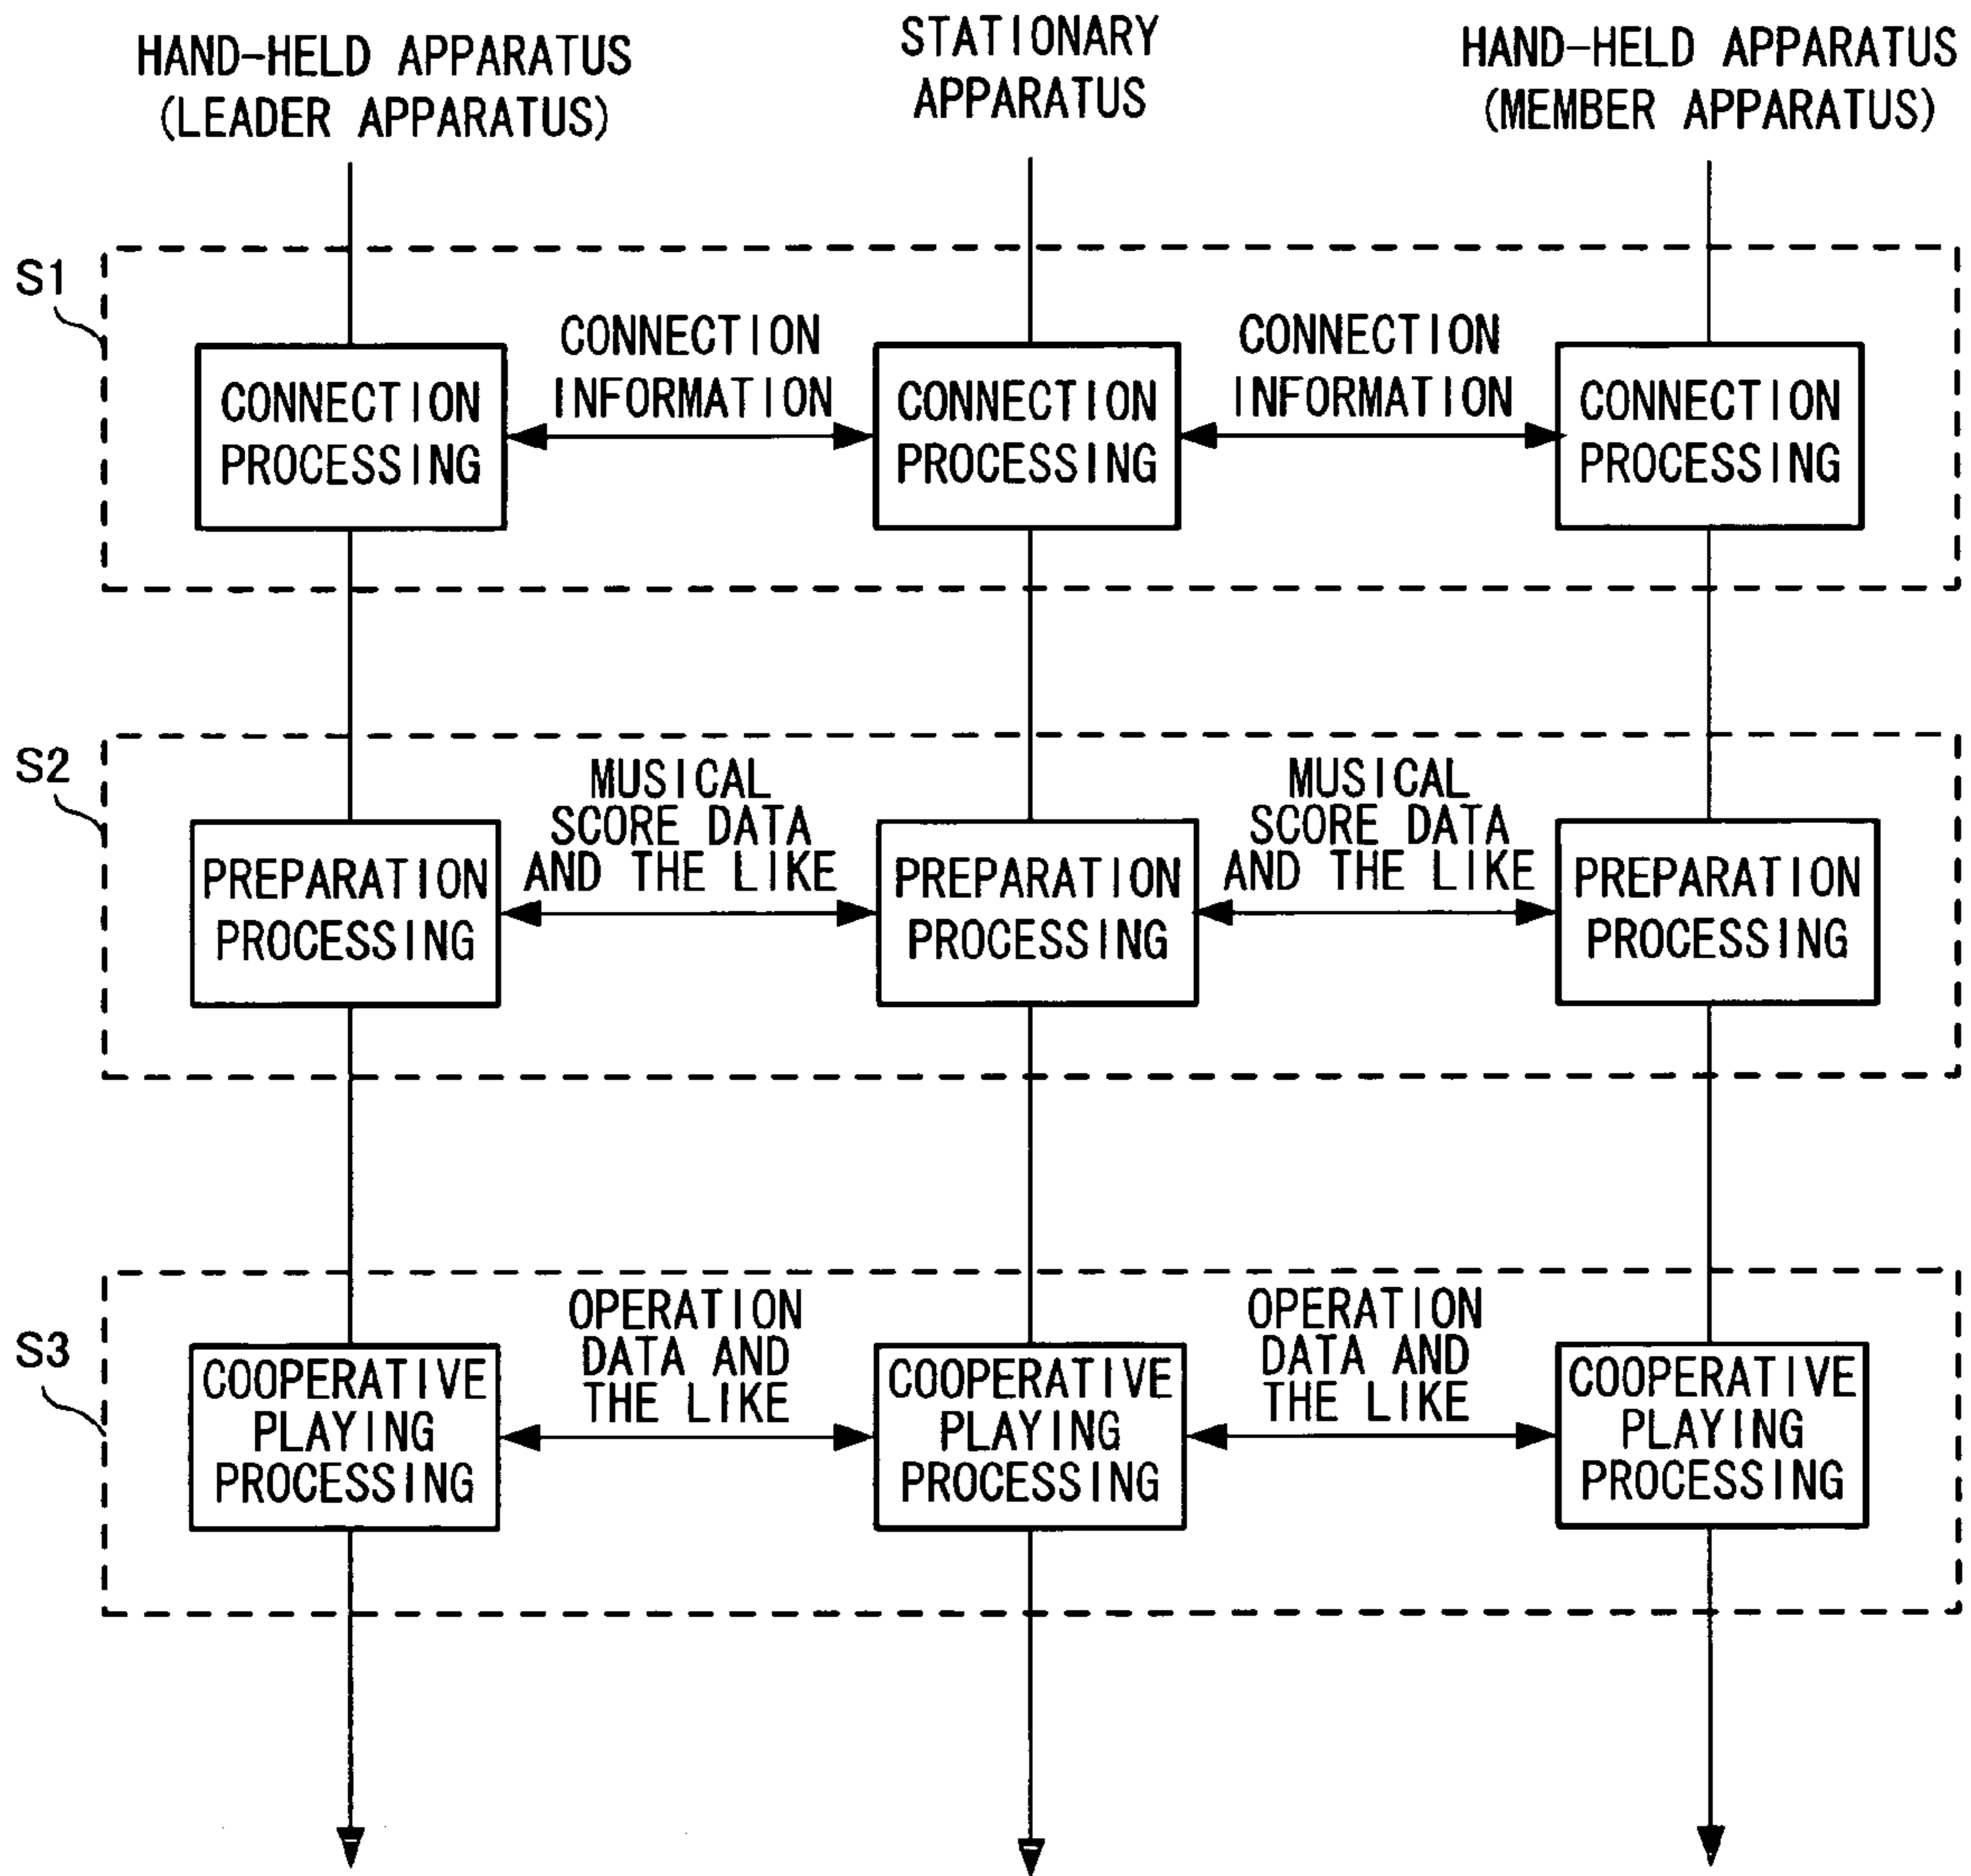 HAND-HELD APPARATUS
(LEADER APPARATUS)
STATIONARY
APPARATUS
HAND-HELD APPARATUS
(MEMBER APPARATUS)
S1
CONNECTION
PROCESSING
CONNECTION
INFORMATION
CONNECTION
PROCESSING
CONNECTION
INFORMATION
CONNECTION
PROCESSING
S2
PREPARATION
PROCESSING
MUSICAL
SCORE DATA
AND THE LIKE
PREPARATION
PROCESSING
MUSICAL
SCORE DATA
AND THE LIKE
PREPARATION
PROCESSING
S3
COOPERATIVE
PLAYING
PROCESSING
OPERATION
DATA AND
THE LIKE
COOPERATIVE
PLAYING
PROCESSING
OPERATION
DATA AND
THE LIKE
COOPERATIVE
PLAYING
PROCESSING